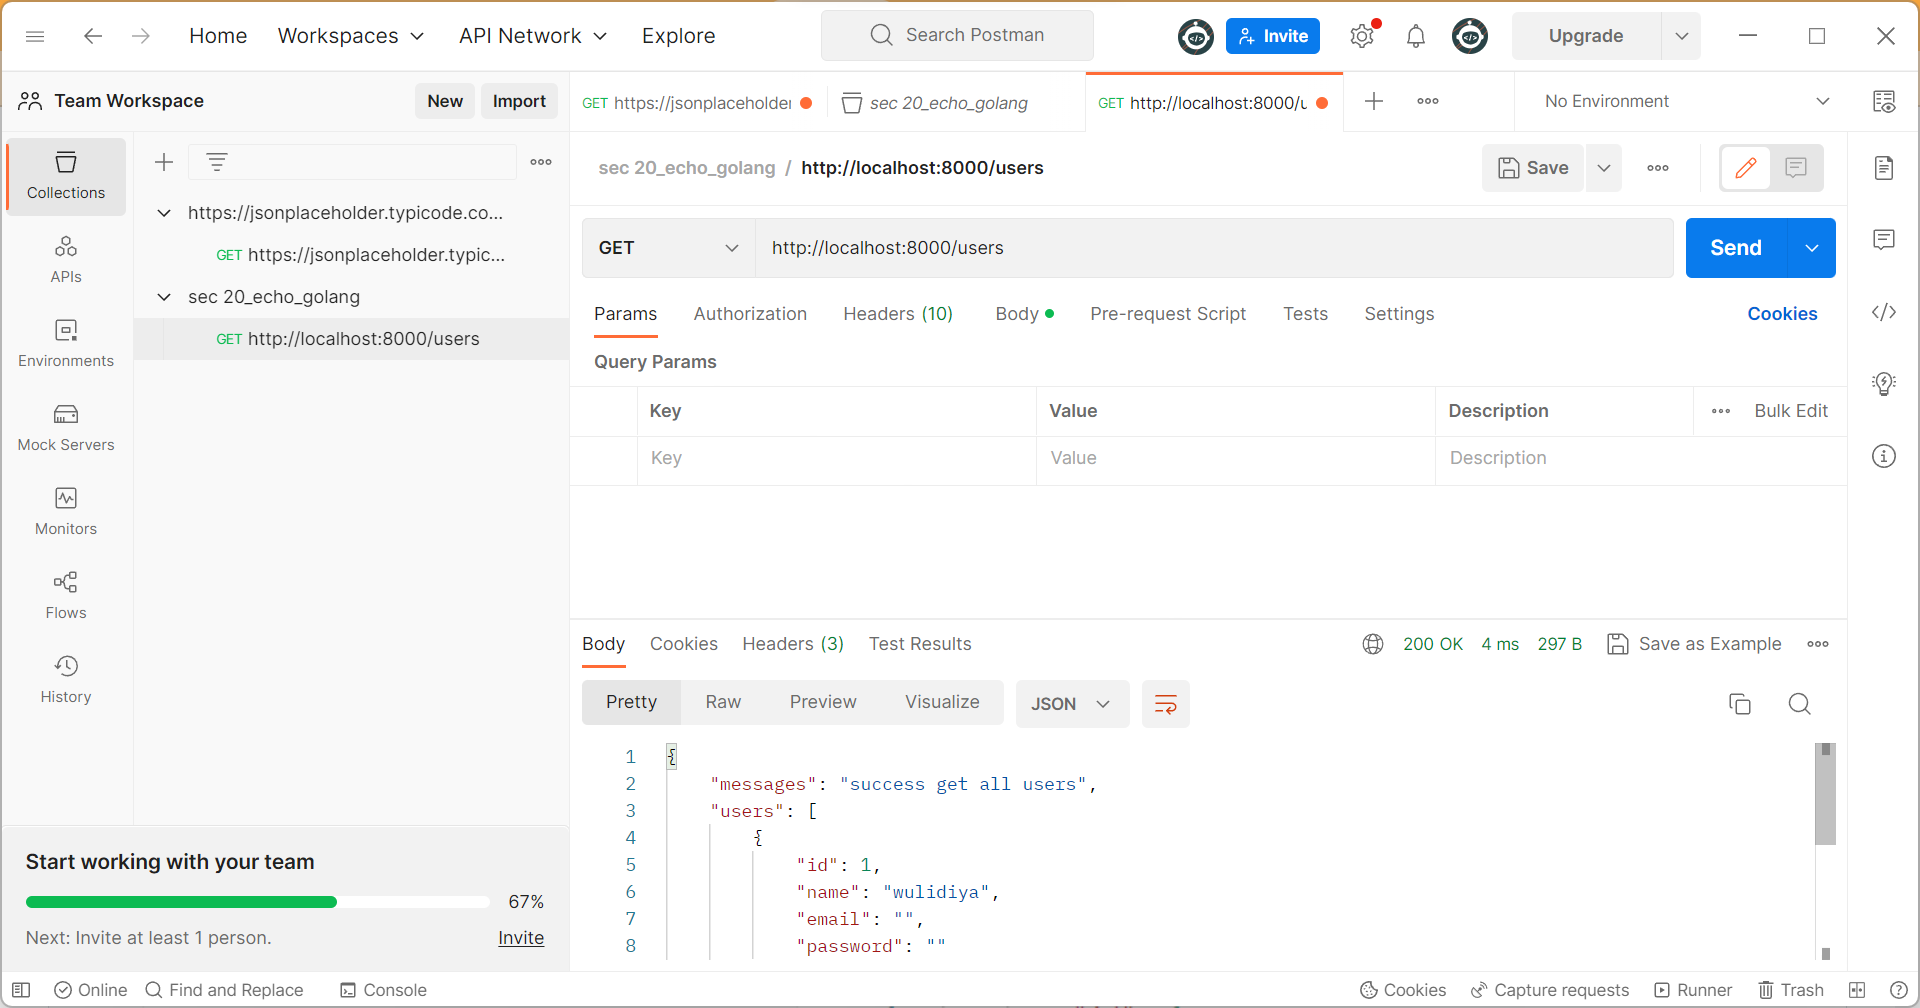 Home Workspaces API Network Explore Search Postman Invite Upgrade
Team Workspace New Import
GET https://jsonplaceholder sec 20_echo_golang GET http://localhost:8000/u No Environment
Collections
APIs
Environments
Mock Servers
Monitors
Flows
History
https://jsonplaceholder.typicode.co...
GET https://jsonplaceholder.typic...
sec 20_echo_golang
GET http://localhost:8000/users
Start working with your team
67%
Next: Invite at least 1 person. Invite
sec 20_echo_golang / http://localhost:8000/users Save
GET http://localhost:8000/users Send
Params Authorization Headers (10) Body Pre-request Script Tests Settings Cookies
Query Params
Key Value Description Bulk Edit
Key Value Description
Body Cookies Headers (3) Test Results 200 OK 4 ms 297 B Save as Example
Pretty Raw Preview Visualize JSON
1 {
2 "messages": "success get all users",
3 "users": [
4 {
5 "id": 1,
6 "name": "wulidiya",
7 "email": "",
8 "password": ""
Online Find and Replace Console Cookies Capture requests Runner Trash